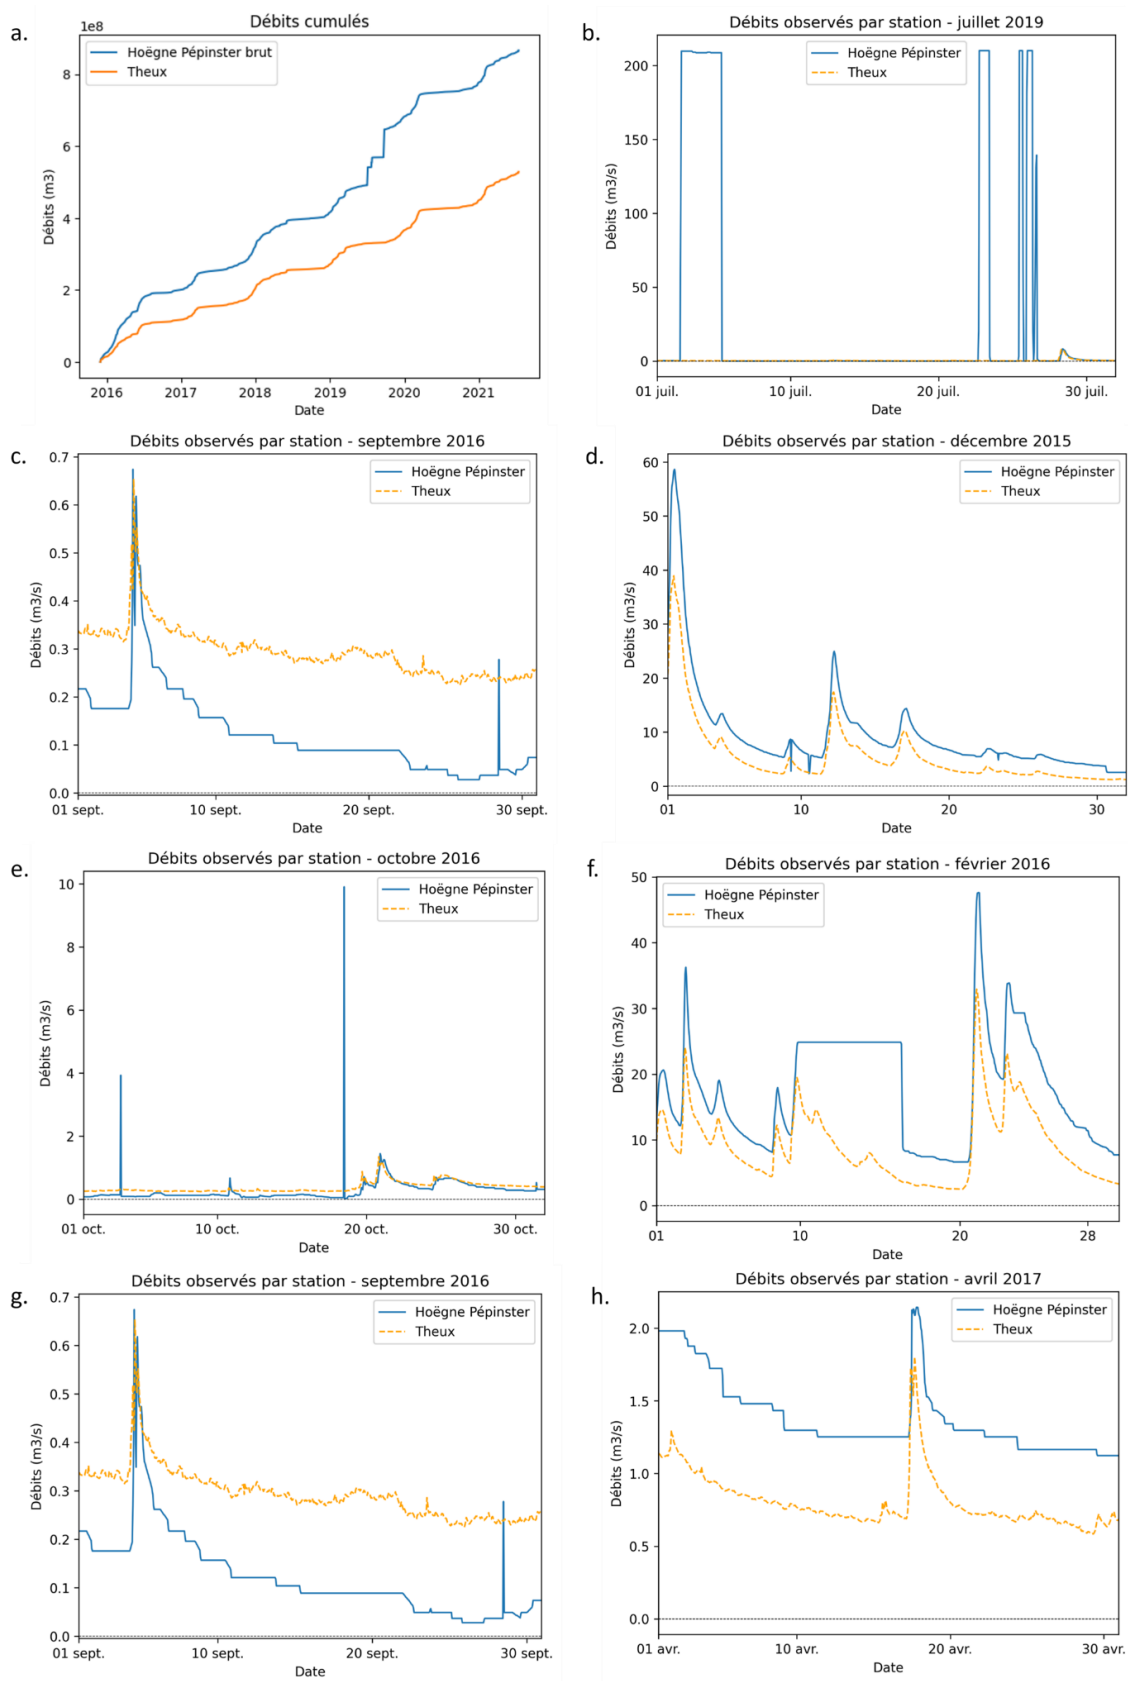 a.
Débits cumulés
1e8
Hoëgne Pépinster brut
Theux
8
6
4
2
0
Débits (m3)
2016 2017 2018 2019 2020 2021
Date
b.
Débits observés par station - juillet 2019
Hoëgne Pépinster
Theux
200
150
100
50
0
Débits (m3/s)
01 juil. 10 juil. 20 juil. 30 juil.
Date
c.
Débits observés par station - septembre 2016
Hoëgne Pépinster
Theux
0.7
0.6
0.5
0.4
0.3
0.2
0.1
0.0
Débits (m3/s)
01 sept. 10 sept. 20 sept. 30 sept.
Date
d.
Débits observés par station - décembre 2015
Hoëgne Pépinster
Theux
60
50
40
30
20
10
0
Débits (m3/s)
01 10 20 30
Date
e.
Débits observés par station - octobre 2016
Hoëgne Pépinster
Theux
10
8
6
4
2
0
Débits (m3/s)
01 oct. 10 oct. 20 oct. 30 oct.
Date
f.
Débits observés par station - février 2016
Hoëgne Pépinster
Theux
50
40
30
20
10
0
Débits (m3/s)
01 10 20 28
Date
g.
Débits observés par station - septembre 2016
Hoëgne Pépinster
Theux
0.7
0.6
0.5
0.4
0.3
0.2
0.1
0.0
Débits (m3/s)
01 sept. 10 sept. 20 sept. 30 sept.
Date
h.
Débits observés par station - avril 2017
Hoëgne Pépinster
Theux
2.0
1.5
1.0
0.5
0.0
Débits (m3/s)
01 avr. 10 avr. 20 avr. 30 avr.
Date